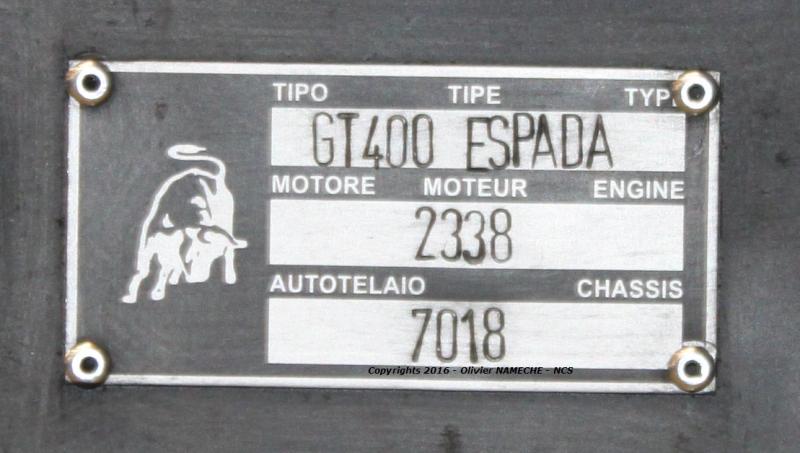 TIPO TIPE TYPE
GT400 ESPADA
MOTORE MOTEUR ENGINE
2338
AUTOTELAIO CHASSIS
7018
Copyrights 2016 - Olivier NAMECHE - NCS